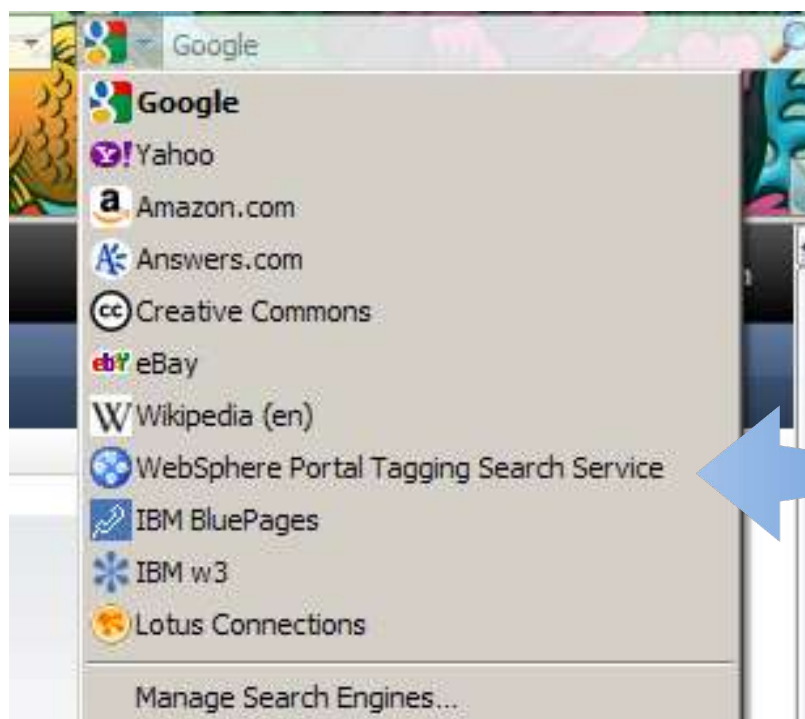 Google
Google
Yahoo
Amazon.com
Answers.com
Creative Commons
eBay
Wikipedia (en)
WebSphere Portal Tagging Search Service
IBM BluePages
IBM w3
Lotus Connections
Manage Search Engines...